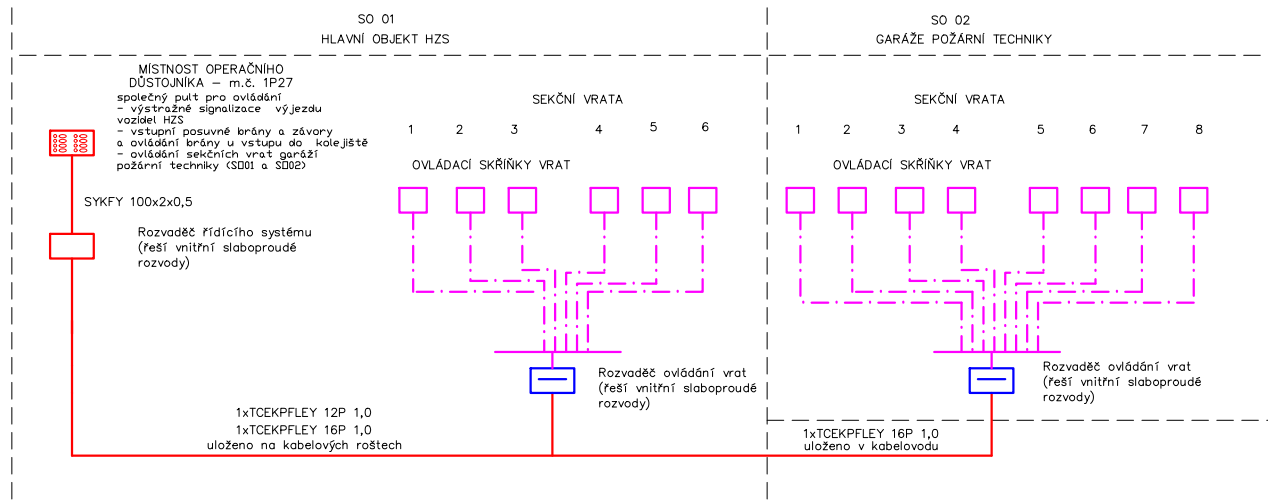 SO 01
HLAVNÍ OBJEKT HZS
SO 02
GARÁŽE POŽÁRNÍ TECHNIKY
MÍSTNOST OPERAČNÍHO
DŮSTOJNÍKA – m.č. 1P27
společný pult pro ovládání
- výstražné signalizace výjezdu
vozidel HZS
- vstupní posuvné brány a závory
a ovládání brány u vstupu do kolejiště
- ovládání sekčních vrat garáží
požární techniky (S□01 a S□02)
SEKČNÍ VRATA
1 2 3 4 5 6
OVLÁDACÍ SKŘÍŇKY VRAT
SEKČNÍ VRATA
1 2 3 4 5 6 7 8
OVLÁDACÍ SKŘÍŇKY VRAT
SYKFY 100x2x0,5
Rozvaděč řídícího systému
(řeší vnitřní slaboproudé
rozvody)
Rozvaděč ovládání vrat
(řeší vnitřní slaboproudé
rozvody)
Rozvaděč ovládání vrat
(řeší vnitřní slaboproudé
rozvody)
1xTCEKPFLEY 12P 1,0
1xTCEKPFLEY 16P 1,0
uloženo na kabelových roštech
1xTCEKPFLEY 16P 1,0
uloženo v kabelovodu